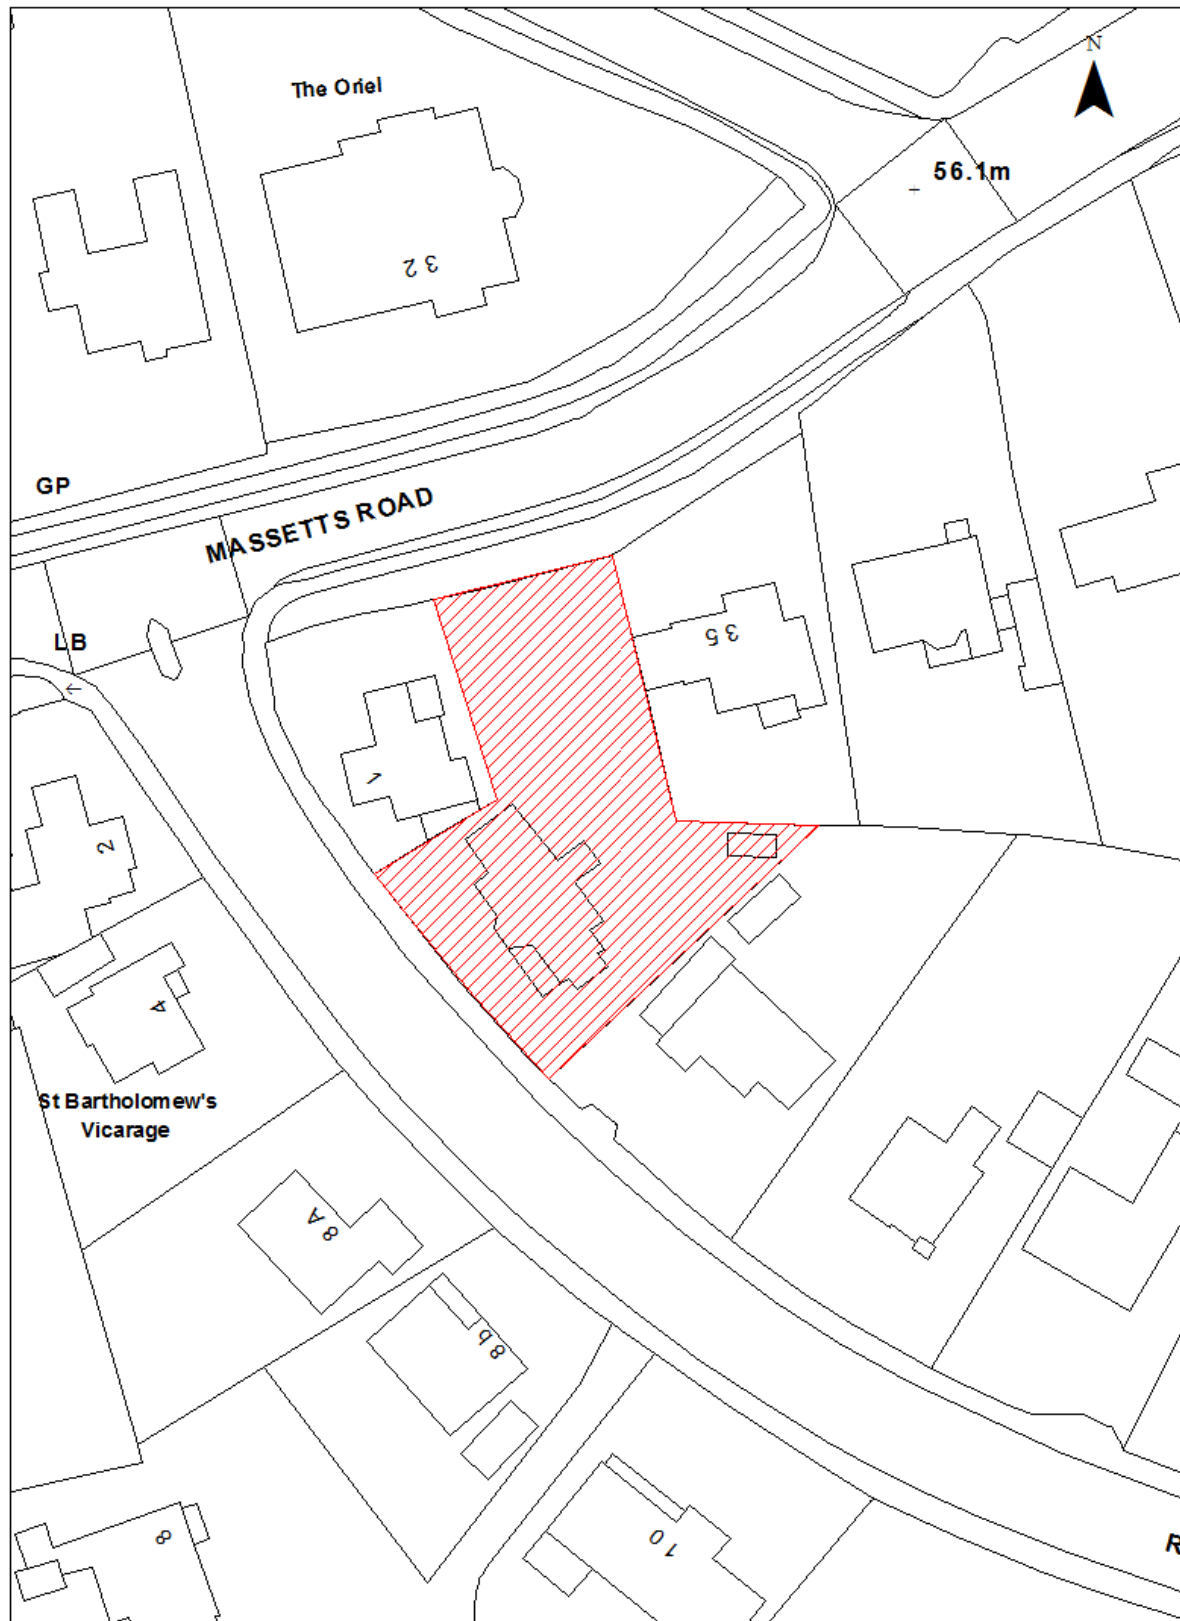 N
The Oriel
56.1m
32
GP
MASSETTS ROAD
LB
35
1
2
4
St Bartholomew's
Vicarage
8A
8b
8
10
R